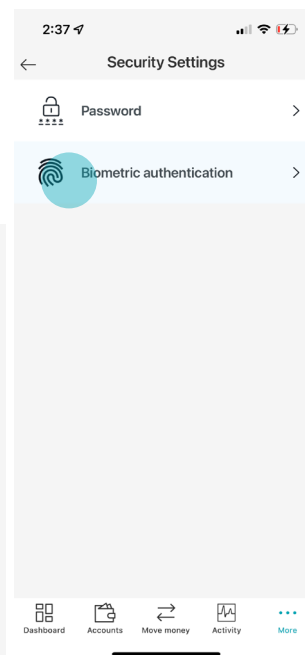 2:37
Security Settings
Password
Biometric authentication
Dashboard Accounts Move money Activity More